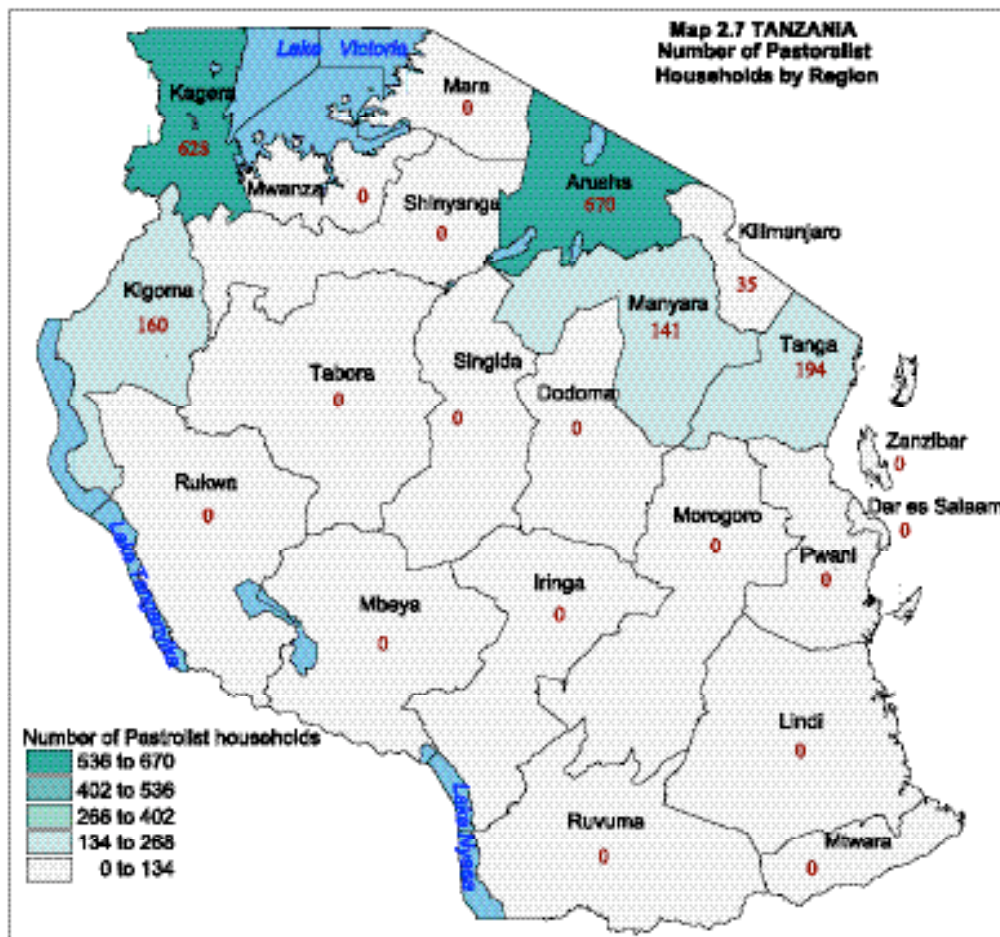 Map 2.7 TANZANIA
Number of Pastoralist
Households by Region
Lake Victoria
Kagera
628
Mara
0
Mwanza
0
Shinyanga
0
Arusha
670
Kilimanjaro
35
Kigoma
160
Manyara
141
Tanga
194
Tabora
0
Singida
0
Dodoma
0
Zanzibar
0
Dar es Salaam
0
Rukwa
0
Morogoro
0
Pwani
0
Iringa
0
Mbeya
0
Lake Tanganyika
Lindi
0
Lake Nyasa
Ruvuma
0
Mtwara
0
Number of Pastrolist households
536 to 670
402 to 536
268 to 402
134 to 268
0 to 134